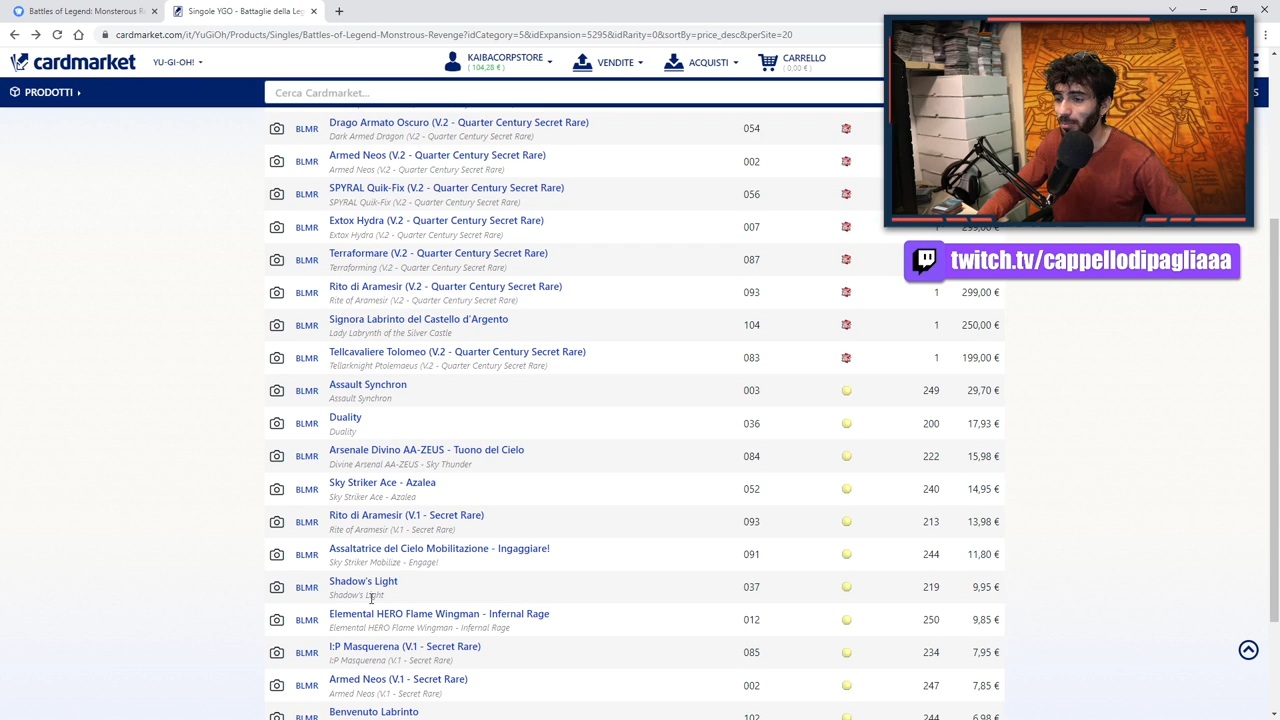 Battles of Legend: Monstrous R
Singole YGO - Battaglie della Leg
cardmarket.com/it/YuGiOh/Products/Singles/Battles-of-Legend-Monstrous-Revenge?idCategory=5&idExpansion=5295&idRarity=0&sortBy=price_desc&perSite=20
cardmarket
YU-GI-OH!
KAIBACORPSTORE
( 104,28 € )
VENDITE
ACQUISTI
CARRELLO
( 0,00 € )
PRODOTTI
Cerca Cardmarket...
BLMR Drago Armato Oscuro (V.2 - Quarter Century Secret Rare) 054
Dark Armed Dragon (V.2 - Quarter Century Secret Rare)
BLMR Armed Neos (V.2 - Quarter Century Secret Rare) 002
Armed Neos (V.2 - Quarter Century Secret Rare)
BLMR SPYRAL Quik-Fix (V.2 - Quarter Century Secret Rare) 056
SPYRAL Quik-Fix (V.2 - Quarter Century Secret Rare)
BLMR Extox Hydra (V.2 - Quarter Century Secret Rare) 007
Extox Hydra (V.2 - Quarter Century Secret Rare)
BLMR Terraformare (V.2 - Quarter Century Secret Rare) 087
Terraforming (V.2 - Quarter Century Secret Rare)
twitch.tv/cappellodipagliaaa
BLMR Rito di Aramesir (V.2 - Quarter Century Secret Rare) 093 1 299,00 €
Rite of Aramesir (V.2 - Quarter Century Secret Rare)
BLMR Signora Labrinto del Castello d'Argento 104 1 250,00 €
Lady Labrynth of the Silver Castle
BLMR Tellcavaliere Tolomeo (V.2 - Quarter Century Secret Rare) 083 1 199,00 €
Tellarknight Ptolemaeus (V.2 - Quarter Century Secret Rare)
BLMR Assault Synchron 003 249 29,70 €
Assault Synchron
BLMR Duality 036 200 17,93 €
Duality
BLMR Arsenale Divino AA-ZEUS - Tuono del Cielo 084 222 15,98 €
Divine Arsenal AA-ZEUS - Sky Thunder
BLMR Sky Striker Ace - Azalea 052 240 14,95 €
Sky Striker Ace - Azalea
BLMR Rito di Aramesir (V.1 - Secret Rare) 093 213 13,98 €
Rite of Aramesir (V.1 - Secret Rare)
BLMR Assaltatrice del Cielo Mobilitazione - Ingaggiare! 091 244 11,80 €
Sky Striker Mobilize - Engage!
BLMR Shadow's Light 037 219 9,95 €
Shadow's Light
BLMR Elemental HERO Flame Wingman - Infernal Rage 012 250 9,85 €
Elemental HERO Flame Wingman - Infernal Rage
BLMR I:P Masquerena (V.1 - Secret Rare) 085 234 7,95 €
I:P Masquerena (V.1 - Secret Rare)
BLMR Armed Neos (V.1 - Secret Rare) 002 247 7,85 €
Armed Neos (V.1 - Secret Rare)
Benvenuto Labrinto 102 244 6,98 €